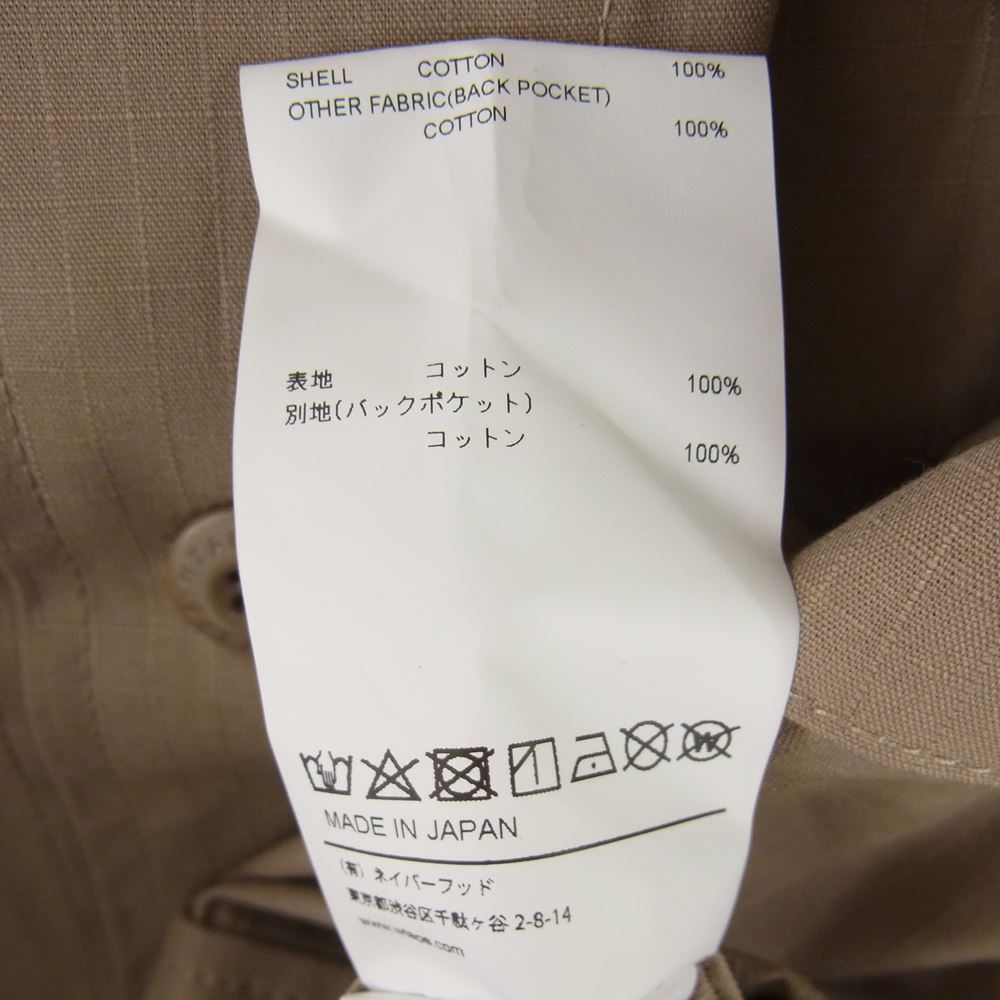 SHELL COTTON 100%
OTHER FABRIC(BACK POCKET)
COTTON 100%
表地 コットン 100%
別地(バックポケット)
コットン 100%
W
MADE IN JAPAN
(有) ネイバーフッド
東京都渋谷区千駄ヶ谷 2-8-14